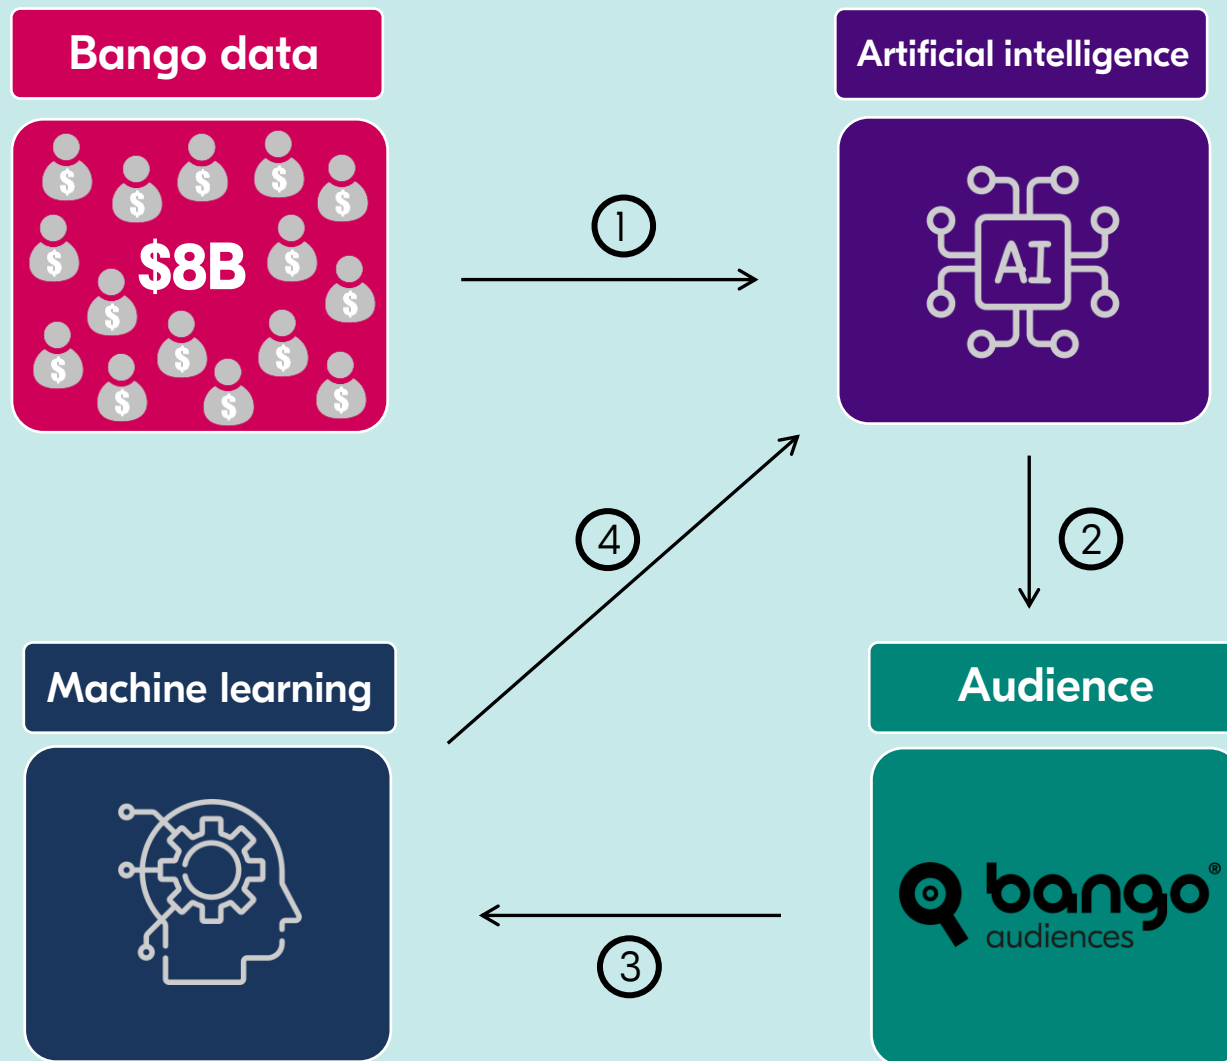 Bango data
Artificial intelligence
$ $ $ $ $
$ $8B $
$ $
$ $ $
$ $ $ $
1
AI
4
2
Machine learning
Audience
bango®
audiences
3